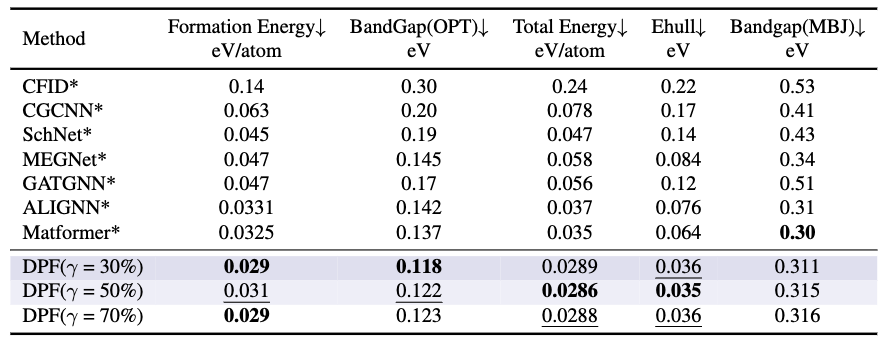 Method Formation Energy↓ BandGap(OPT)↓ Total Energy↓ Ehull↓ Bandgap(MBJ)↓
eV/atom eV eV/atom eV eV
CFID* 0.14 0.30 0.24 0.22 0.53
CGCNN* 0.063 0.20 0.078 0.17 0.41
SchNet* 0.045 0.19 0.047 0.14 0.43
MEGNet* 0.047 0.145 0.058 0.084 0.34
GATGNN* 0.047 0.17 0.056 0.12 0.51
ALIGNN* 0.0331 0.142 0.037 0.076 0.31
Matformer* 0.0325 0.137 0.035 0.064 0.30
DPF(γ = 30%) 0.029 0.118 0.0289 0.036 0.311
DPF(γ = 50%) 0.031 0.122 0.0286 0.035 0.315
DPF(γ = 70%) 0.029 0.123 0.0288 0.036 0.316